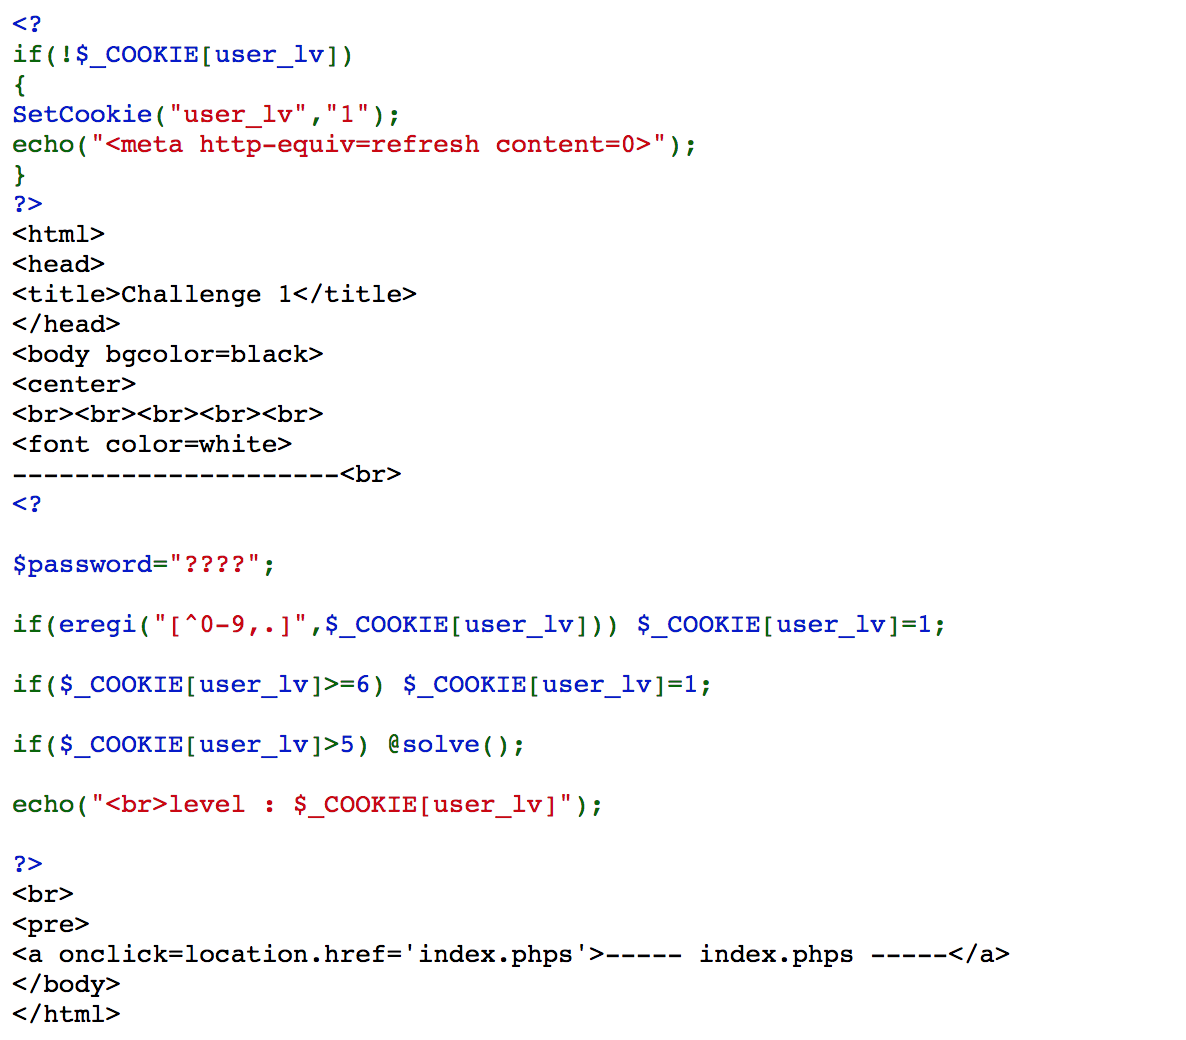 <?
if(!$_COOKIE[user_lv])
{
SetCookie("user_lv","1");
echo("<meta http-equiv=refresh content=0>");
}
?>
<html>
<head>
<title>Challenge 1</title>
</head>
<body bgcolor=black>
<center>
<br><br><br><br><br>
<font color=white>
---------------------<br>
<?
$password="????";
if(eregi("[^0-9,.]",$_COOKIE[user_lv])) $_COOKIE[user_lv]=1;
if($_COOKIE[user_lv]>=6) $_COOKIE[user_lv]=1;
if($_COOKIE[user_lv]>5) @solve();
echo("<br>level : $_COOKIE[user_lv]");
?>
<br>
<pre>
<a onclick=location.href='index.phps'>----- index.phps -----</a>
</body>
</html>